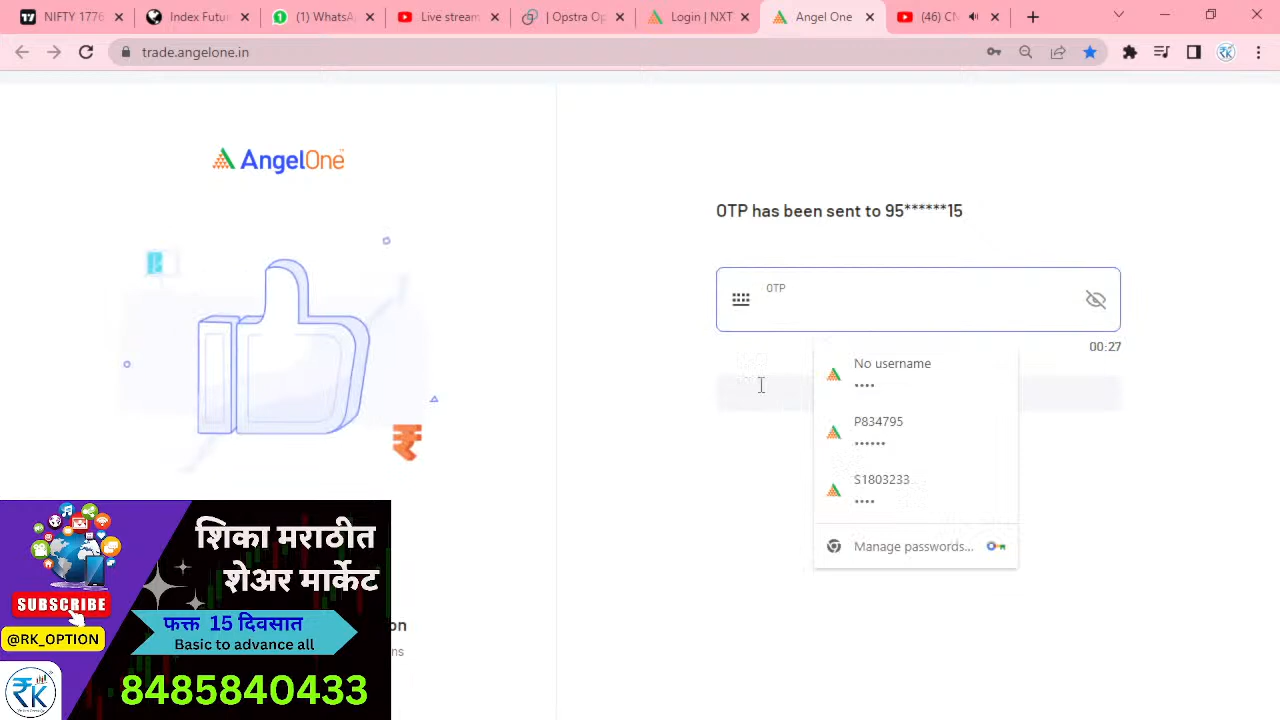 NIFTY 1776
Index Futu
(1) WhatsA
Live stream
| Opstra Op
Login | NXT
Angel One
(46) CN
trade.angelone.in
AngelOne
OTP has been sent to 95******15
OTP
00:27
No username
••••
P834795
••••••
S1803233
••••
Manage passwords...
शिका मराठीत
शेअर मार्केट
SUBSCRIBE
@RK_OPTION
फक्त 15 दिवसात
Basic to advance all
8485840433
RK
on
ns